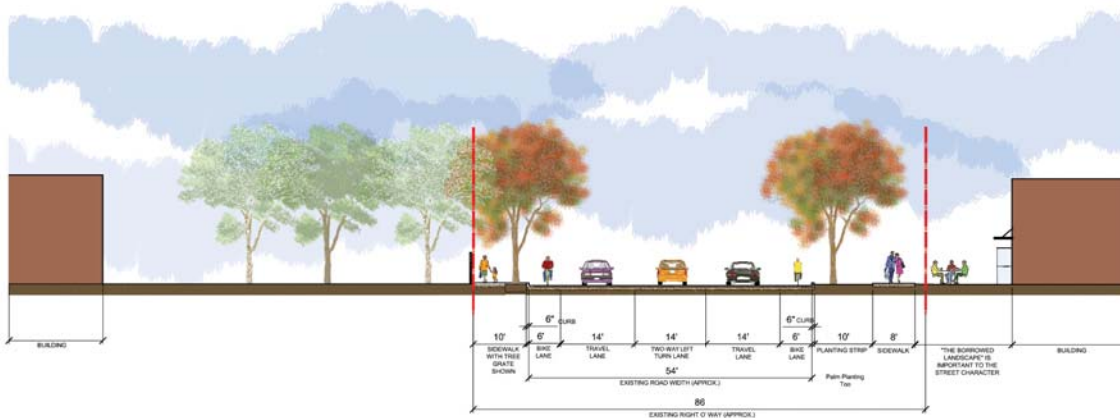 6" CURB
6" CURB
10'
6'
14'
14'
14'
6'
10'
8'
BUILDING
SIDEWALK
WITH TREE
GRATE
SHOWN
BIKE
LANE
TRAVEL
LANE
TWO-WAY LEFT
TURN LANE
TRAVEL
LANE
BIKE
LANE
PLANTING STRIP
SIDEWALK
"THE BORROWED
LANDSCAPE" IS
IMPORTANT TO THE
STREET CHARACTER
BUILDING
54'
EXISTING ROAD WIDTH (APPROX.)
Palm Planting
Too
86
EXISTING RIGHT O' WAY (APPROX.)